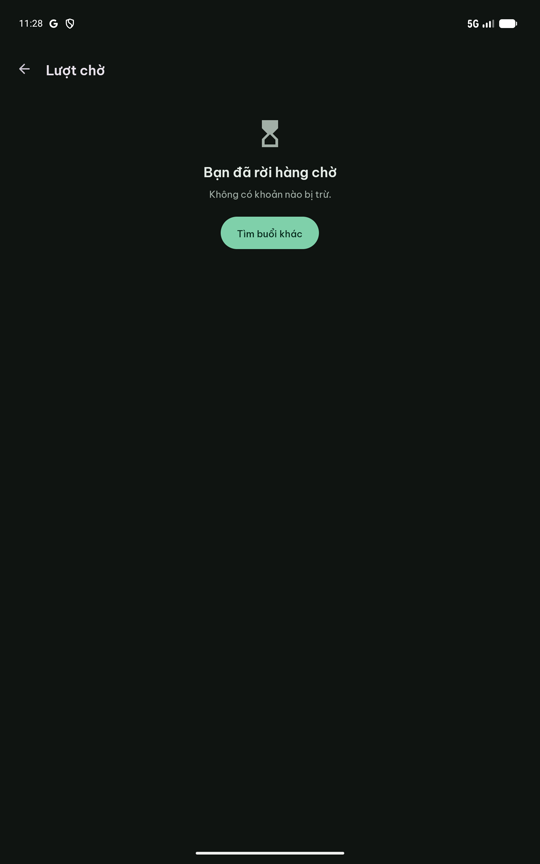 11:28
5G
Lượt chờ
Bạn đã rời hàng chờ
Không có khoản nào bị trừ.
Tìm buổi khác